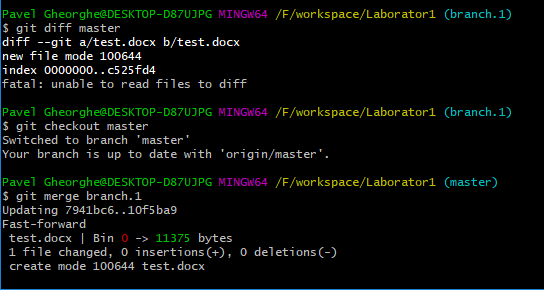 Pavel Gheorghe@DESKTOP-D87UJPG MINGW64 /F/workspace/Laborator1 (branch.1)
$ git diff master
diff --git a/test.docx b/test.docx
new file mode 100644
index 0000000..c525fd4
fatal: unable to read files to diff
Pavel Gheorghe@DESKTOP-D87UJPG MINGW64 /F/workspace/Laborator1 (branch.1)
$ git checkout master
Switched to branch 'master'
Your branch is up to date with 'origin/master'.
Pavel Gheorghe@DESKTOP-D87UJPG MINGW64 /F/workspace/Laborator1 (master)
$ git merge branch.1
Updating 7941bc6..10f5ba9
Fast-forward
 test.docx | Bin 0 -> 11375 bytes
 1 file changed, 0 insertions(+), 0 deletions(-)
 create mode 100644 test.docx